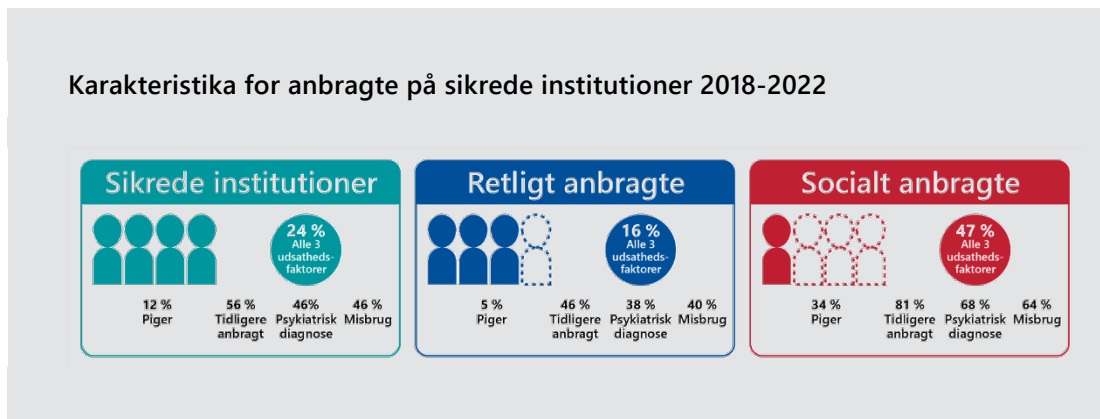 Karakteristika for anbragte på sikrede institutioner 2018-2022
Sikrede institutioner
24 %
Alle 3
udsatheds-
faktorer
12 %
Piger
56 %
Tidligere
anbragt
46%
Psykiatrisk
diagnose
46 %
Misbrug
Retligt anbragte
16 %
Alle 3
udsatheds-
faktorer
5 %
Piger
46 %
Tidligere
anbragt
38 %
Psykiatrisk
diagnose
40 %
Misbrug
Socialt anbragte
47 %
Alle 3
udsatheds-
faktorer
34 %
Piger
81 %
Tidligere
anbragt
68 %
Psykiatrisk
diagnose
64 %
Misbrug